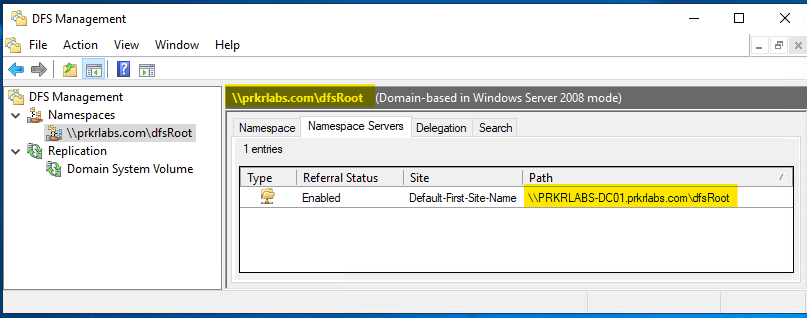 DFS Management
File Action View Window Help
DFS Management
Namespaces
\\prkrlabs.com\dfsRoot
Replication
Domain System Volume
\\prkrlabs.com\dfsRoot (Domain-based in Windows Server 2008 mode)
Namespace Namespace Servers Delegation Search
1 entries
Type Referral Status Site Path
Enabled Default-First-Site-Name \\PRKRLABS-DC01.prkrlabs.com\dfsRoot